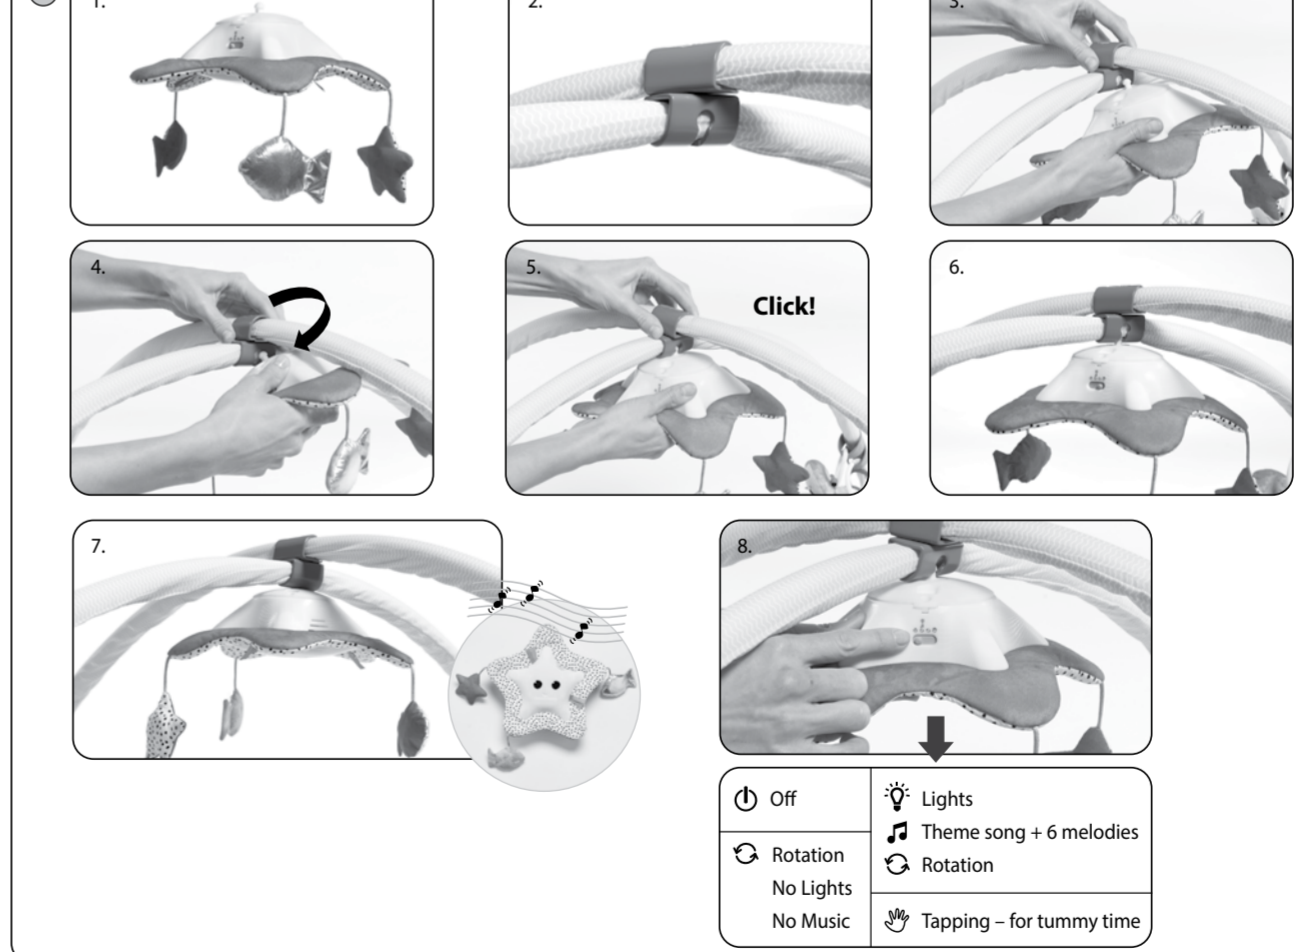 1.
2.
3.
4.
5.
Click!
6.
7.
8.
Off
Rotation
No Lights
No Music
Lights
Theme song + 6 melodies
Rotation
Tapping – for tummy time